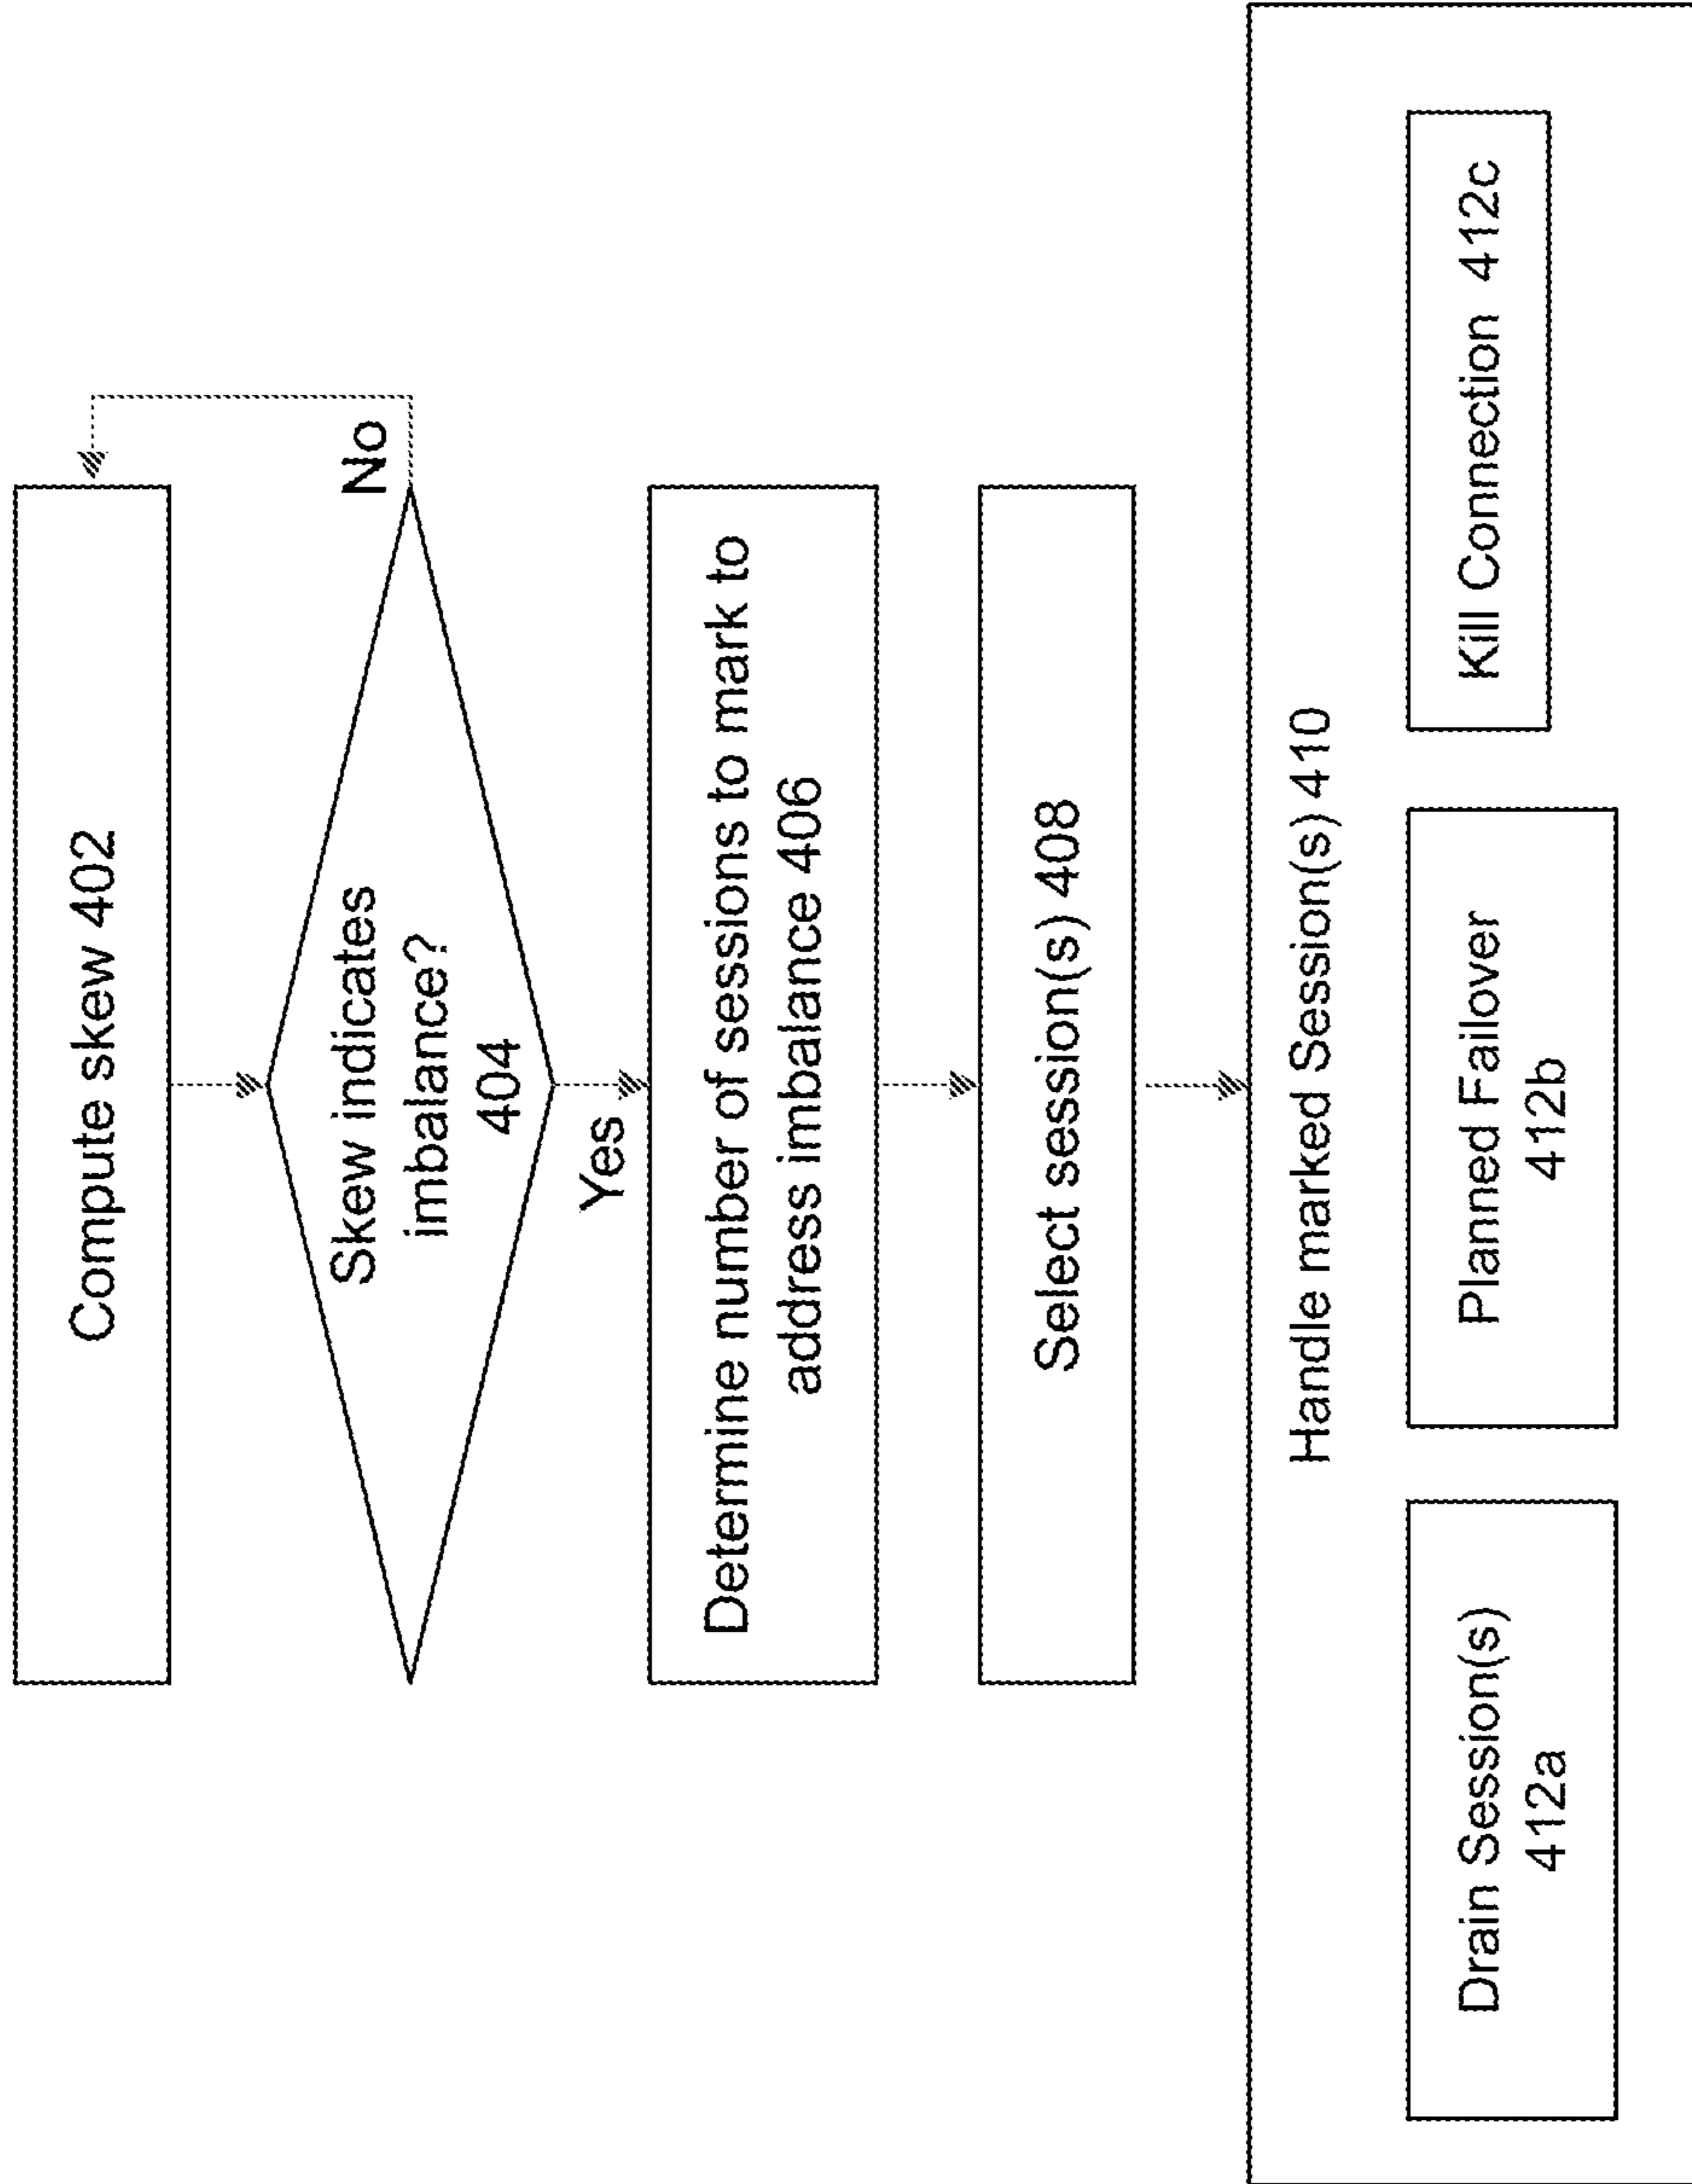 Compute skew 402
Skew indicates
imbalance?
404
No
Yes
Determine number of sessions to mark to
address imbalance 406
Select session(s) 408
Handle marked Session(s) 410
Drain Session(s)
412a
Planned Failover
412b
Kill Connection 412c